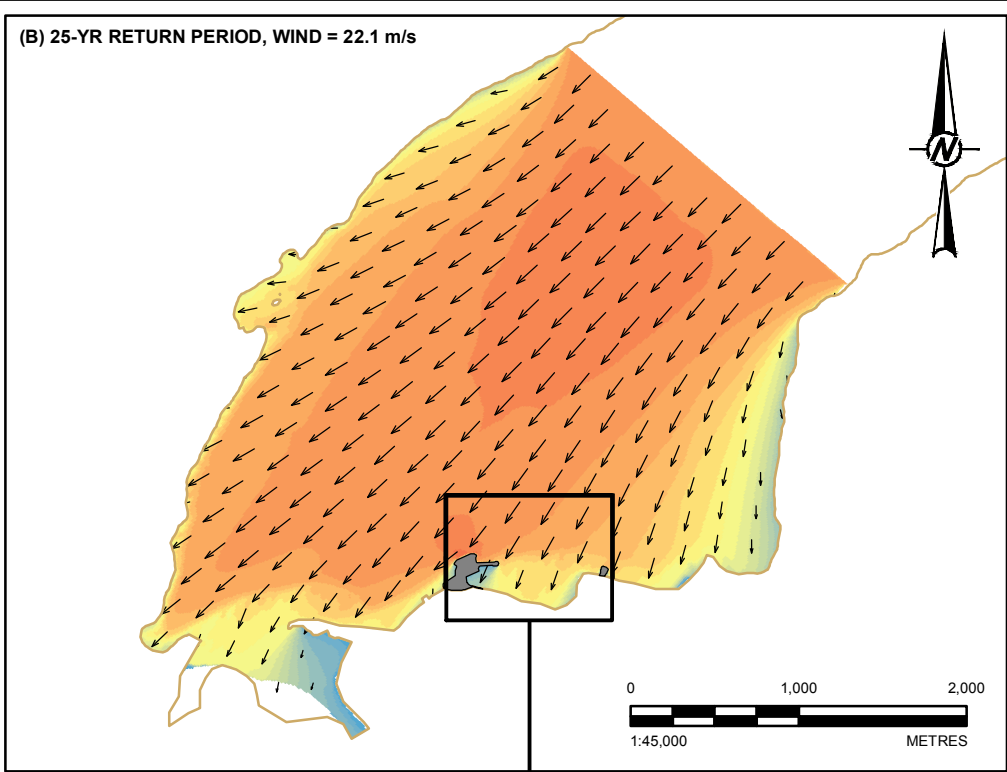 (B) 25-YR RETURN PERIOD, WIND = 22.1 m/s
N
0 1,000 2,000
1:45,000 METRES